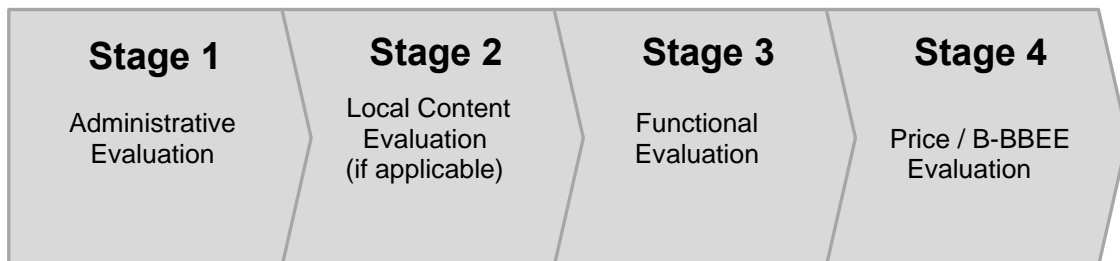 Stage 1
Administrative
Evaluation
Stage 2
Local Content
Evaluation
(if applicable)
Stage 3
Functional
Evaluation
Stage 4
Price / B-BBEE
Evaluation